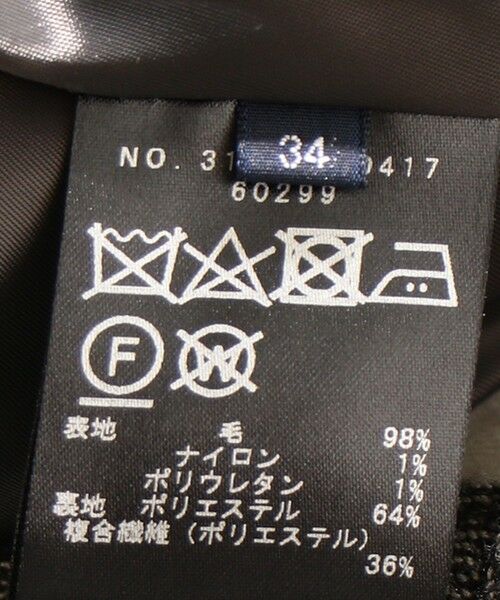 34
NO. 31 0417
60299
F
W
表地 毛 98%
ナイロン 1%
ポリウレタン 1%
裏地 ポリエステル 64%
複合繊維(ポリエステル)
36%